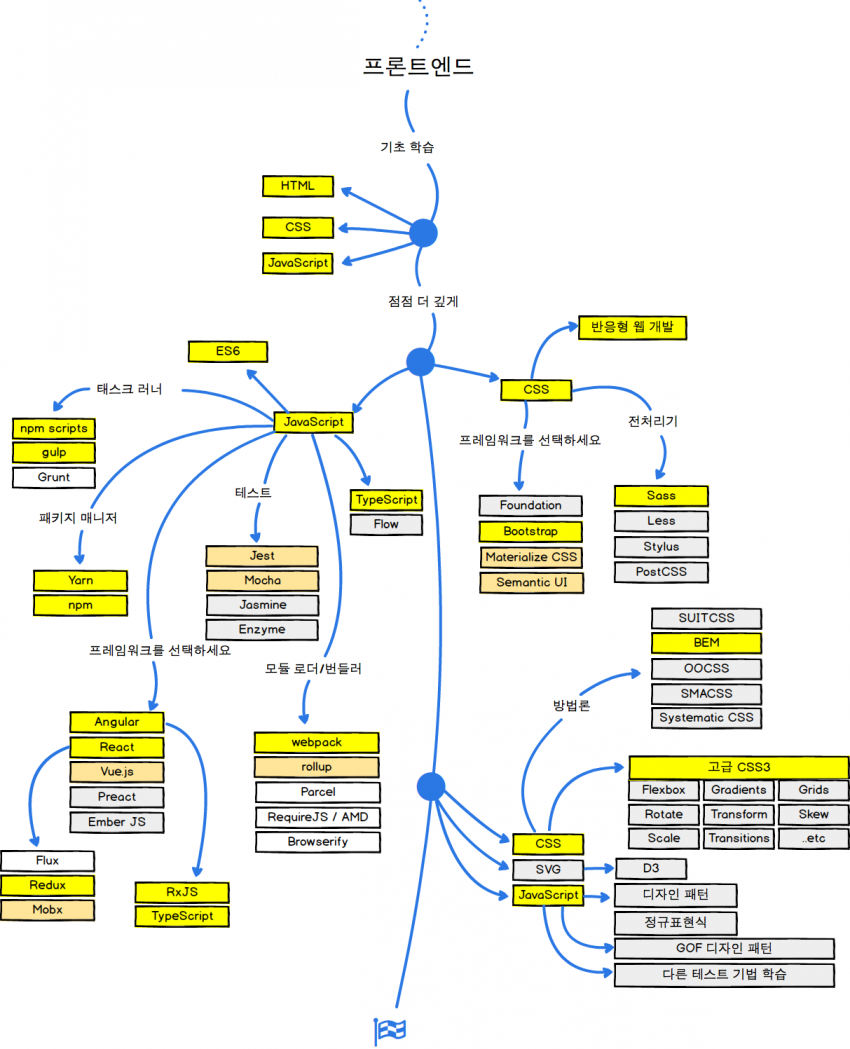 프론트엔드
기초 학습
HTML
CSS
JavaScript
점점 더 깊게
반응형 웹 개발
ES6
CSS
태스크 러너
JavaScript
전처리기
프레임워크를 선택하세요
npm scripts
gulp
Grunt
테스트
TypeScript
Flow
Foundation
Bootstrap
Materialize CSS
Semantic UI
Sass
Less
Stylus
PostCSS
패키지 매니저
Yarn
npm
Jest
Mocha
Jasmine
Enzyme
프레임워크를 선택하세요
모듈 로더/번들러
SUITCSS
BEM
OOCSS
SMACSS
Systematic CSS
방법론
Angular
React
Vue.js
Preact
Ember JS
webpack
rollup
Parcel
RequireJS / AMD
Browserify
고급 CSS3
Flexbox Gradients Grids
Rotate Transform Skew
Scale Transitions ..etc
Flux
Redux
Mobx
RxJS
TypeScript
CSS
SVG
JavaScript
D3
디자인 패턴
정규표현식
GOF 디자인 패턴
다른 테스트 기법 학습